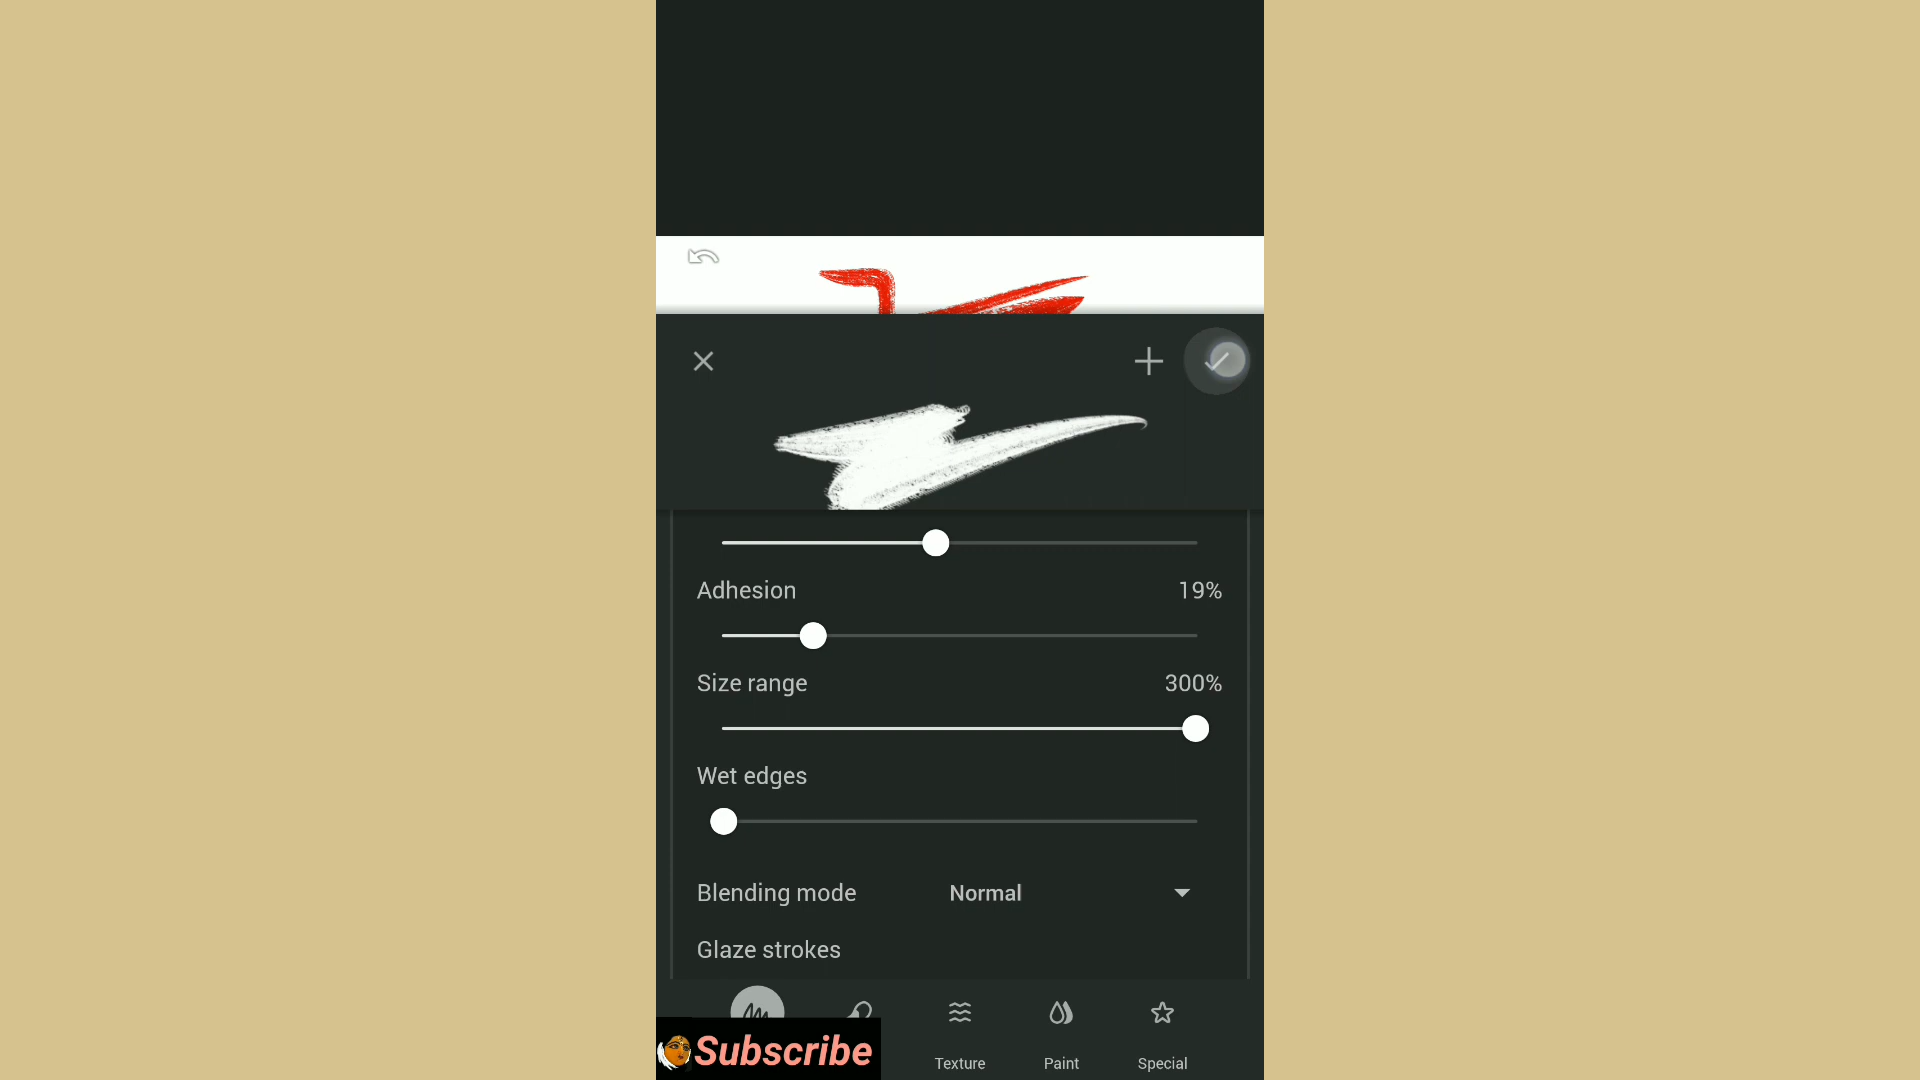 Adhesion 19%
Size range 300%
Wet edges
Blending mode Normal
Glaze strokes
Subscribe
Texture Paint Special